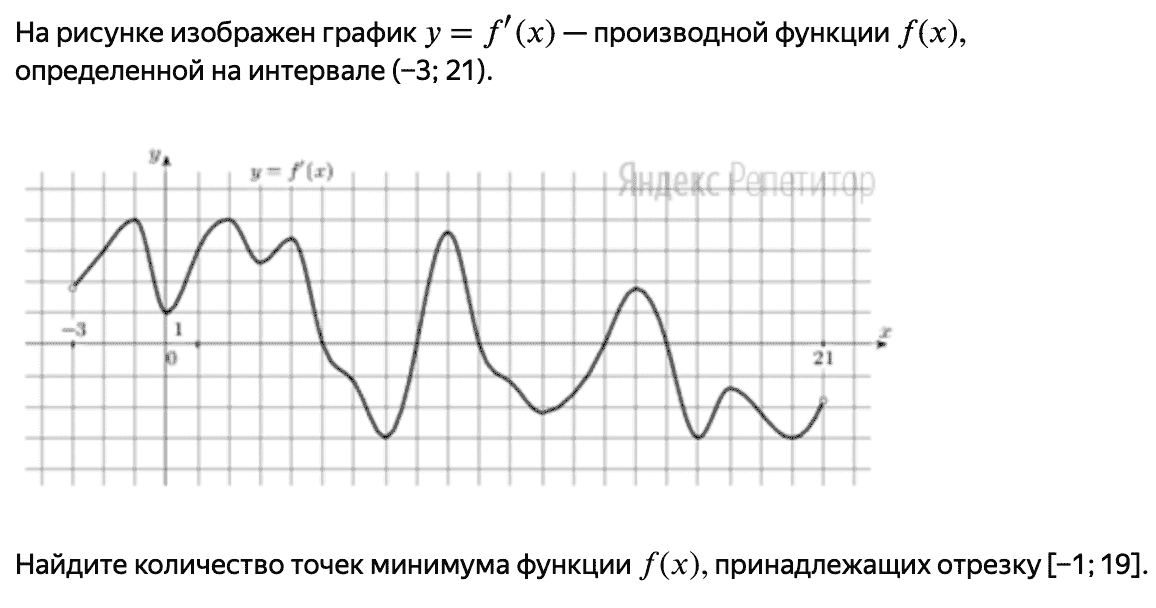 На рисунке изображен график y = f′(x) — производной функции f(x),
определенной на интервале (−3; 21).
y
y = f′(x)
Яндекс Репетитор
−3
1
x
0
21
Найдите количество точек минимума функции f(x), принадлежащих отрезку [−1; 19].